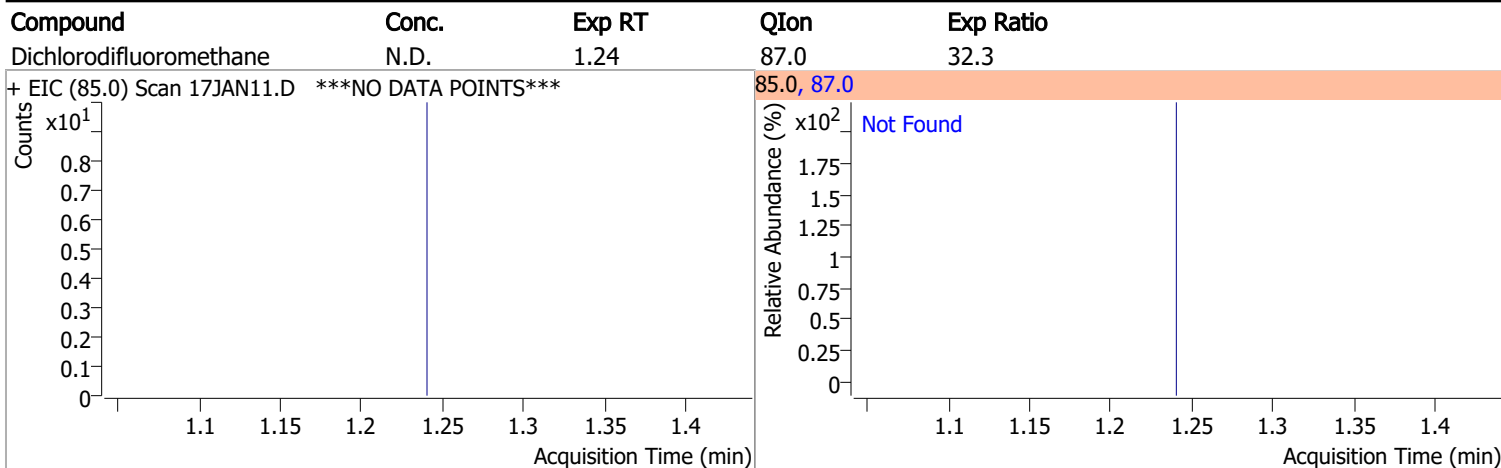 Compound Conc. Exp RT QIon Exp Ratio
Dichlorodifluoromethane N.D. 1.24 87.0 32.3
+ EIC (85.0) Scan 17JAN11.D ***NO DATA POINTS***
Counts
x10¹
0.8
0.7
0.6
0.5
0.4
0.3
0.2
0.1
0
1.1 1.15 1.2 1.25 1.3 1.35 1.4
Acquisition Time (min)
85.0, 87.0
Relative Abundance (%)
x10²
Not Found
1.75
1.5
1.25
1
0.75
0.5
0.25
0
1.1 1.15 1.2 1.25 1.3 1.35 1.4
Acquisition Time (min)